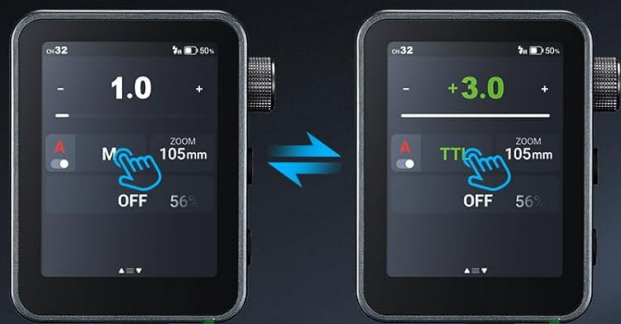 CH32
H 50%
- 1.0 +
A M ZOOM
105mm
OFF 56%
CH32
H 50%
- +3.0 +
A TTL ZOOM
105mm
OFF 56%